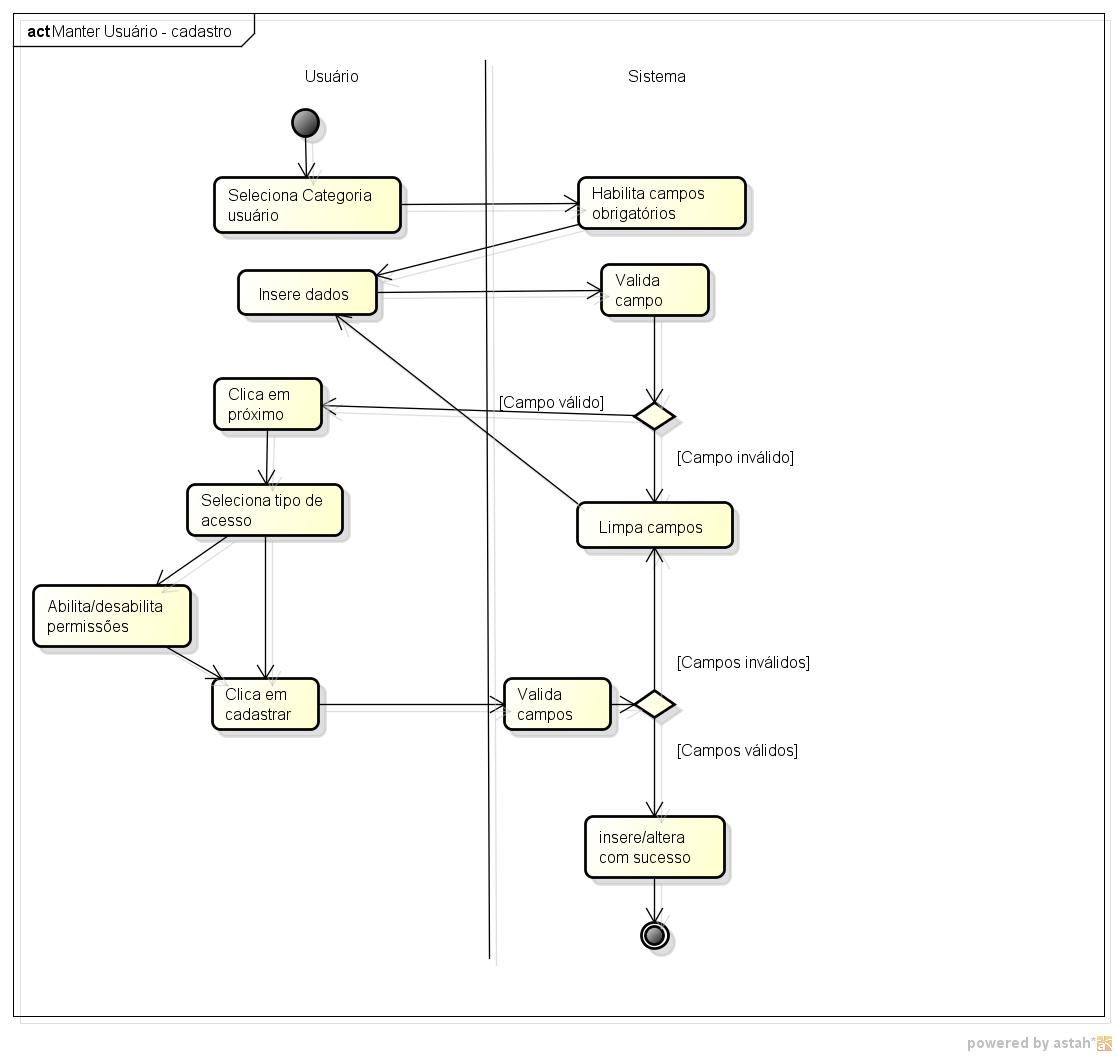 act Manter Usuário - cadastro
Usuário
Sistema
Seleciona Categoria
usuário
Habilita campos
obrigatórios
Insere dados
Valida
campo
Clica em
próximo
[Campo válido]
[Campo inválido]
Seleciona tipo de
acesso
Limpa campos
Abilita/desabilita
permissões
[Campos inválidos]
Clica em
cadastrar
Valida
campos
[Campos válidos]
insere/altera
com sucesso
powered by astah*